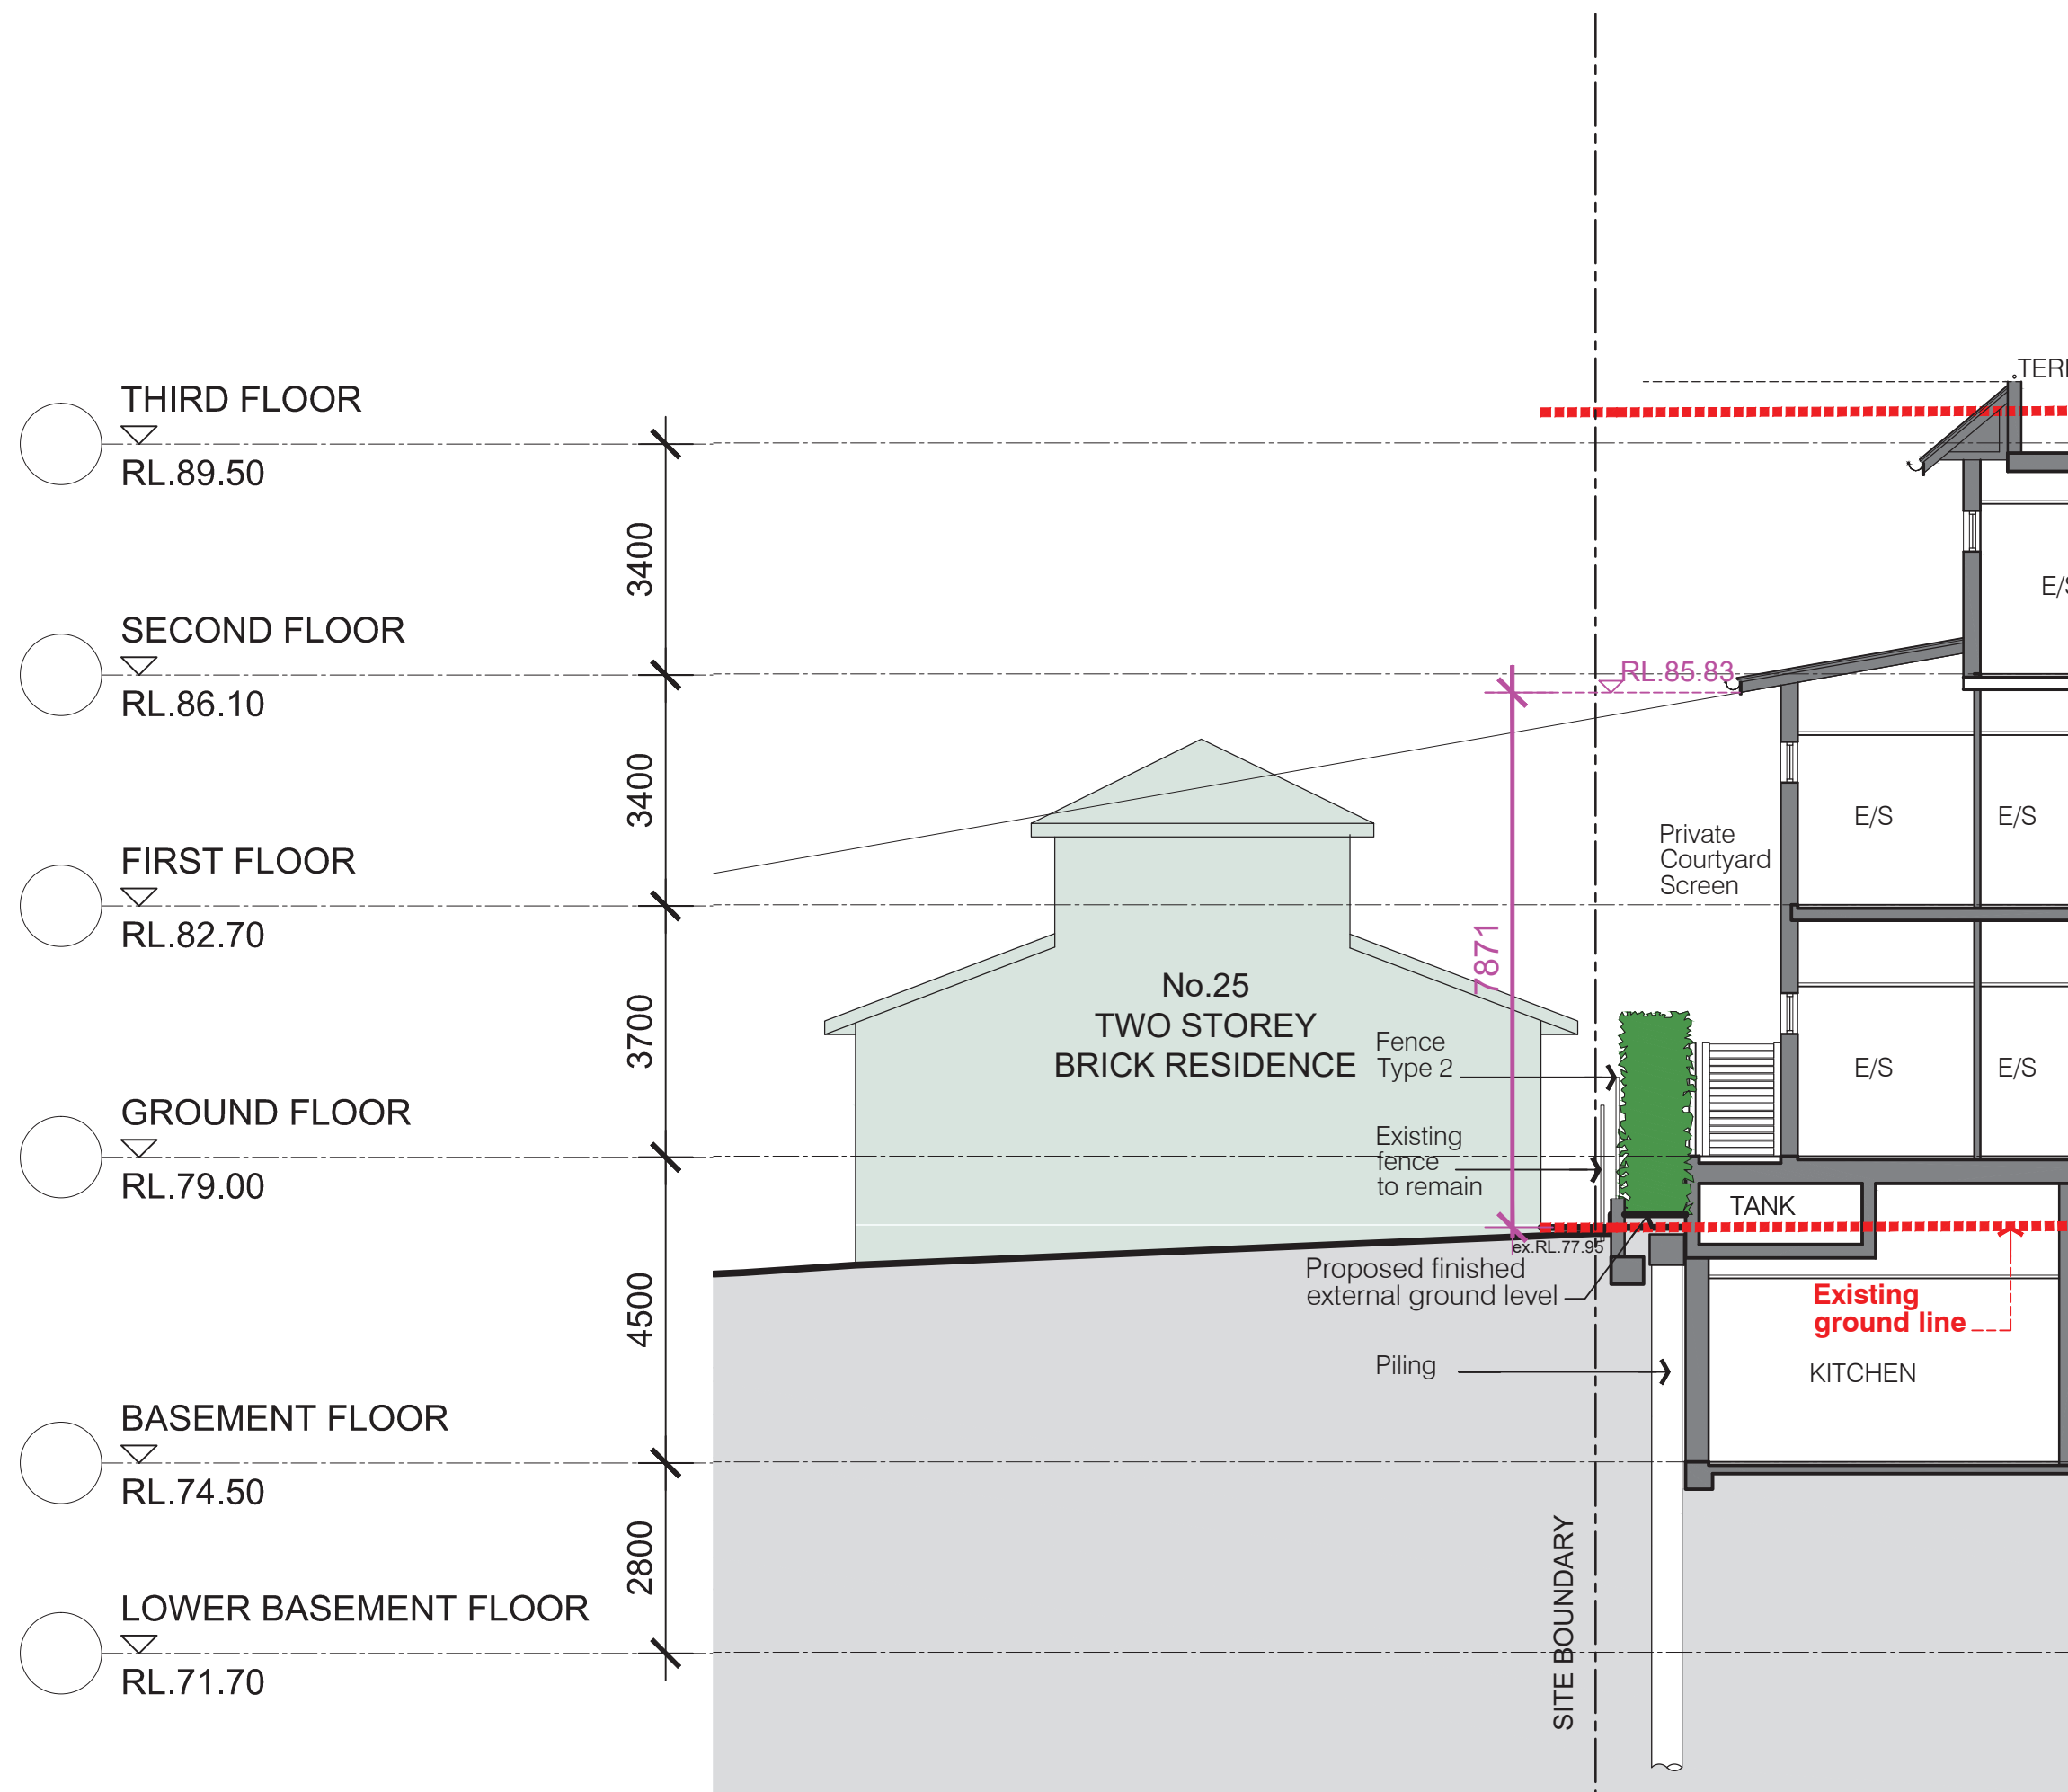 THIRD FLOOR
RL.89.50
3400
SECOND FLOOR
RL.86.10
3400
FIRST FLOOR
RL.82.70
3700
GROUND FLOOR
RL.79.00
4500
BASEMENT FLOOR
RL.74.50
2800
LOWER BASEMENT FLOOR
RL.71.70
No.25
TWO STOREY
BRICK RESIDENCE
7871
RL.85.83
Fence
Type 2
Existing
fence
to remain
ex.RL.77.95
Proposed finished
external ground level
Piling
SITE BOUNDARY
Private
Courtyard
Screen
E/S
E/S
E/S
E/S
TANK
Existing
ground line
KITCHEN